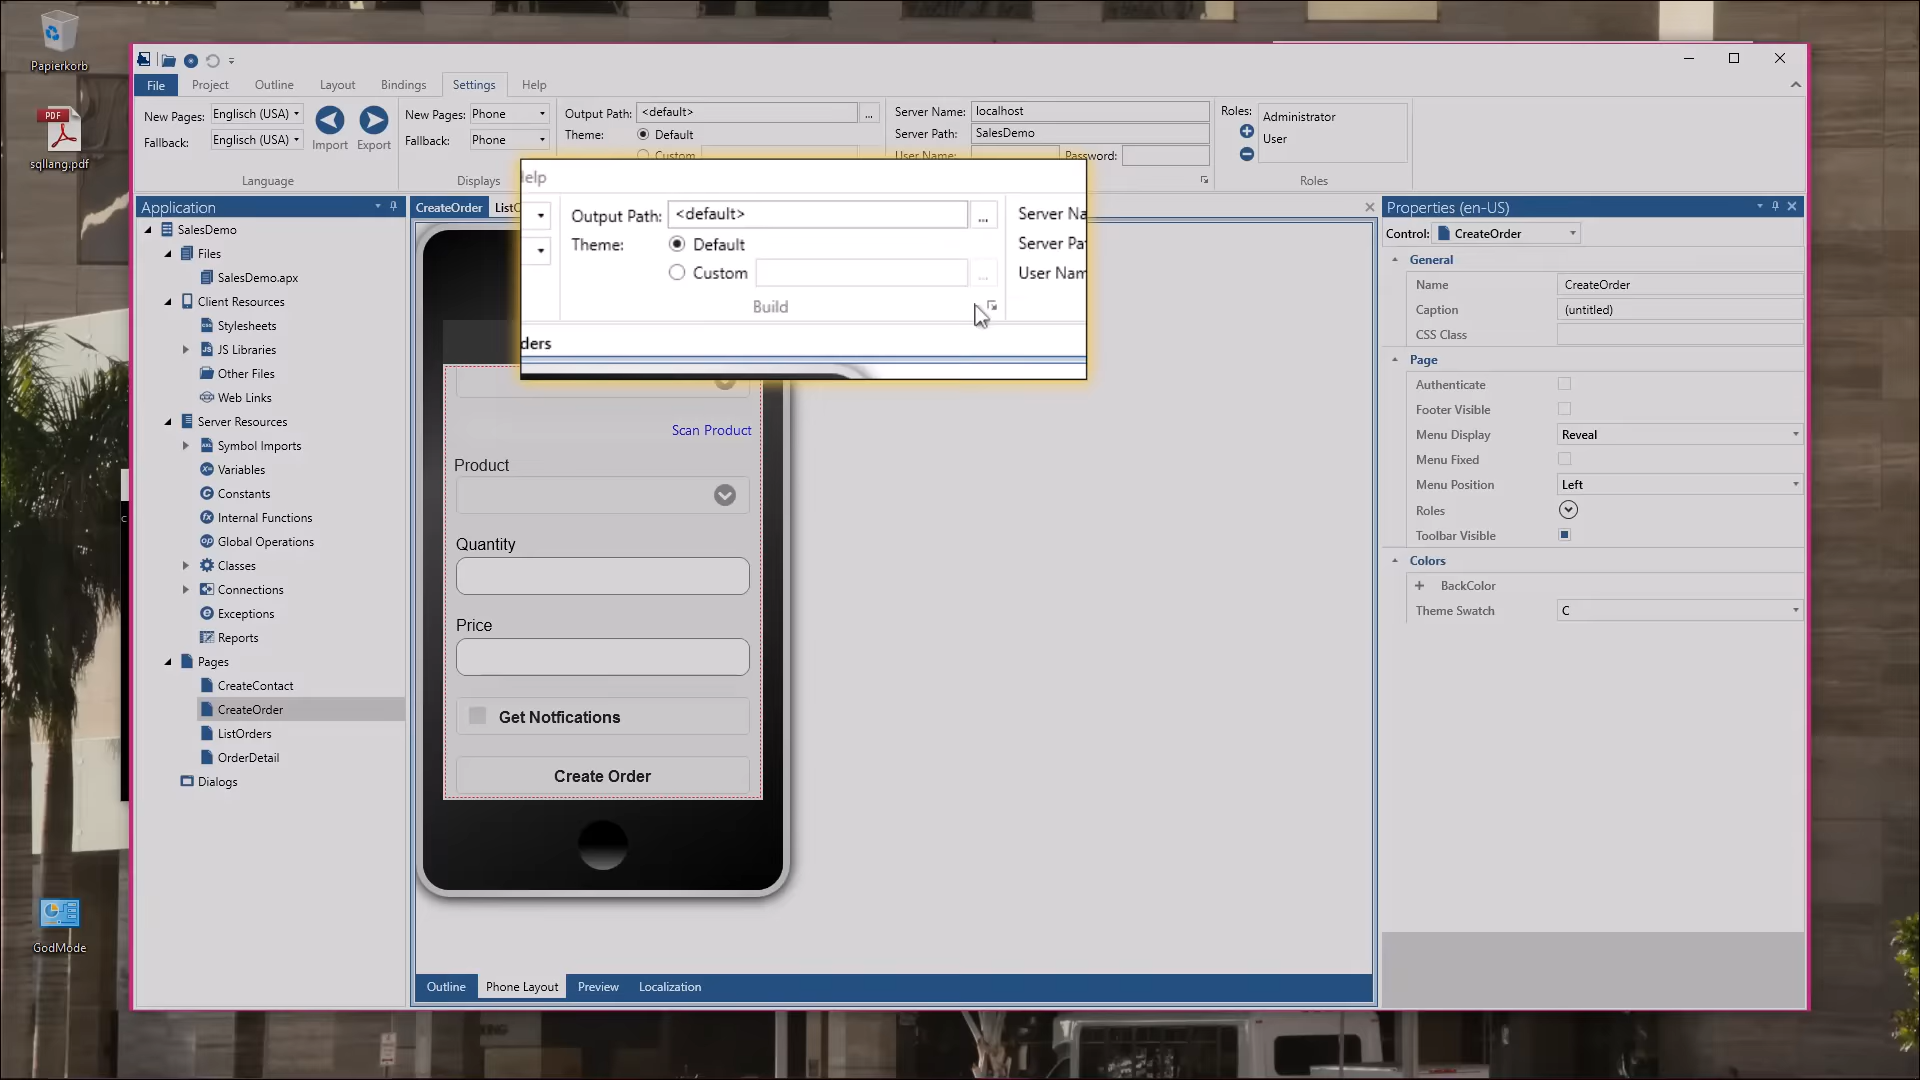 Papierkorb
PDF
sqllang.pdf
GodMode
File
Project
Outline
Layout
Bindings
Settings
Help
New Pages:
Englisch (USA)
Fallback:
Englisch (USA)
Import
Export
Language
New Pages:
Phone
Fallback:
Phone
Displays
Output Path:
<default>
...
Theme:
Default
Custom
Server Name:
localhost
Server Path:
SalesDemo
User Name:
Password:
Roles:
Administrator
User
Roles
elp
Output Path:
<default>
...
Theme:
Default
Custom
...
Build
Server Na
Server Pat
User Nam
ders
Application
SalesDemo
Files
SalesDemo.apx
Client Resources
Stylesheets
JS Libraries
Other Files
Web Links
Server Resources
Symbol Imports
Variables
Constants
Internal Functions
Global Operations
Classes
Connections
Exceptions
Reports
Pages
CreateContact
CreateOrder
ListOrders
OrderDetail
Dialogs
CreateOrder
ListO
Scan Product
Product
Quantity
Price
Get Notfications
Create Order
Outline
Phone Layout
Preview
Localization
Properties (en-US)
Control:
CreateOrder
General
Name
CreateOrder
Caption
(untitled)
CSS Class
Page
Authenticate
Footer Visible
Menu Display
Reveal
Menu Fixed
Menu Position
Left
Roles
Toolbar Visible
Colors
BackColor
Theme Swatch
C